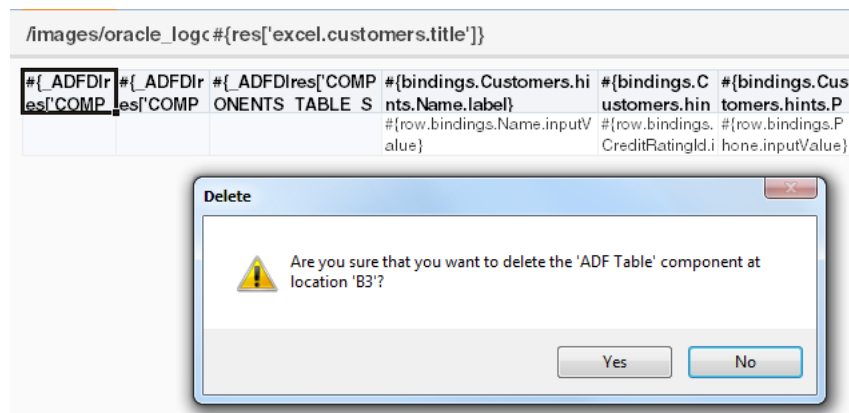 /images/oracle_logo #{res['excel.customers.title']}
#{_ADFDIr #{_ADFDIr #{_ADFDIres['COMP #{bindings.Customers.hi #{bindings.C #{bindings.Cus
es['COMP es['COMP ONENTS_TABLE_S nts.Name.label} ustomers.hin tomers.hints.P
#{row.bindings.Name.inputV #{row.bindings. #{row.bindings.P
alue} CreditRatingId.i hone.inputValue}
Delete
Are you sure that you want to delete the 'ADF Table' component at
location 'B3'?
Yes No